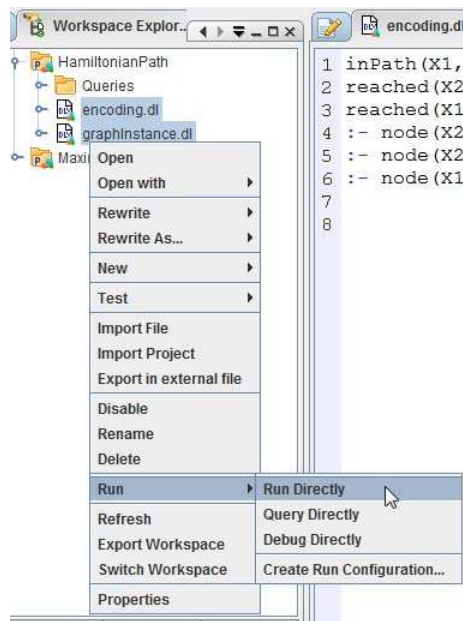 Workspace Explor..
encoding.dl
HamiltonianPath
Queries
encoding.dl
graphInstance.dl
Open
Open with
Rewrite
Rewrite As...
New
Test
Import File
Import Project
Export in external file
Disable
Rename
Delete
Run
Refresh
Export Workspace
Switch Workspace
Properties
Run Directly
Query Directly
Debug Directly
Create Run Configuration...
1 inPath(X1,
2 reached(X2
3 reached(X1
4 :- node(X2
5 :- node(X2
6 :- node(X1
7
8